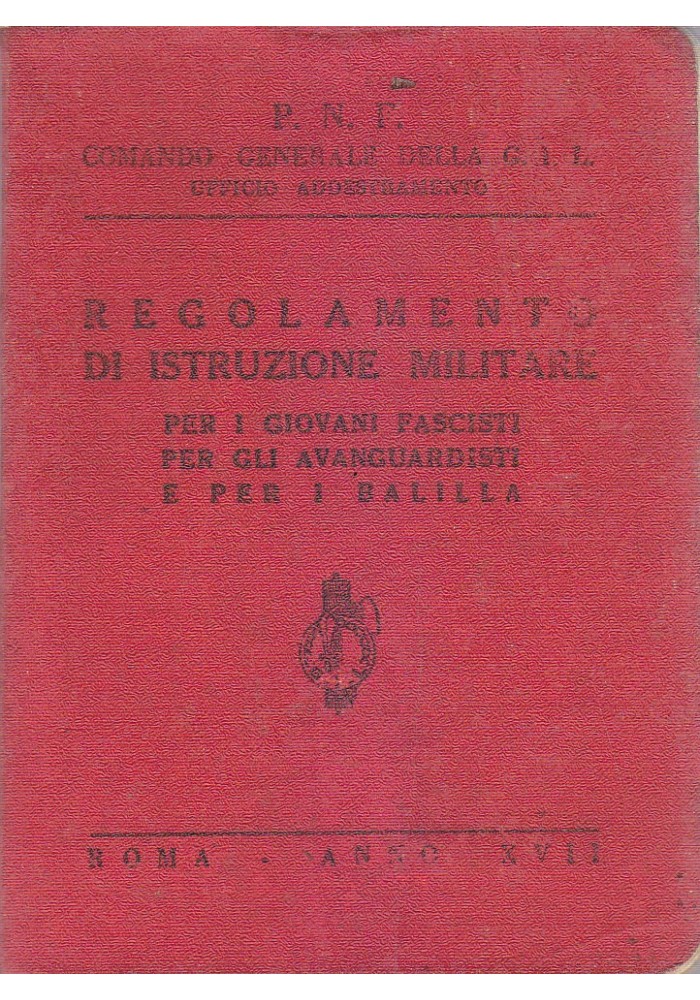 P. N. F.
COMANDO GENERALE DELLA G. I. L.
UFFICIO ADDESTRAMENTO
REGOLAMENTO
DI ISTRUZIONE MILITARE
PER I GIOVANI FASCISTI
PER GLI AVANGUARDISTI
E PER I BALILLA
ROMA - ANNO XVII